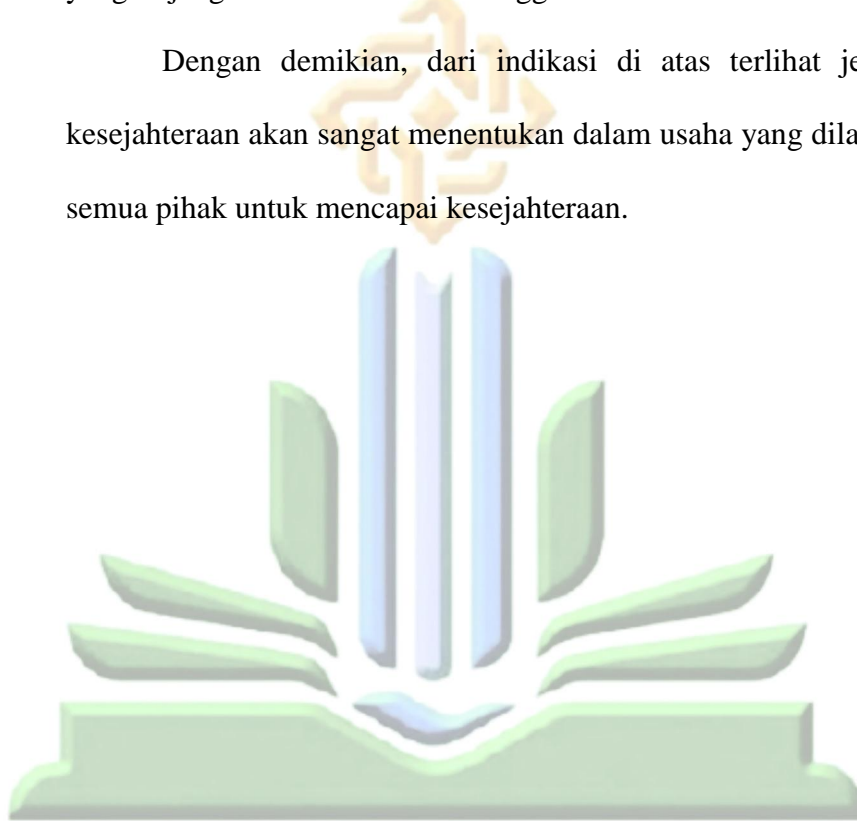 Dengan demikian, dari indikasi di atas terlihat
kesejahteraan akan sangat menentukan dalam usaha yang
semua pihak untuk mencapai kesejahteraan.